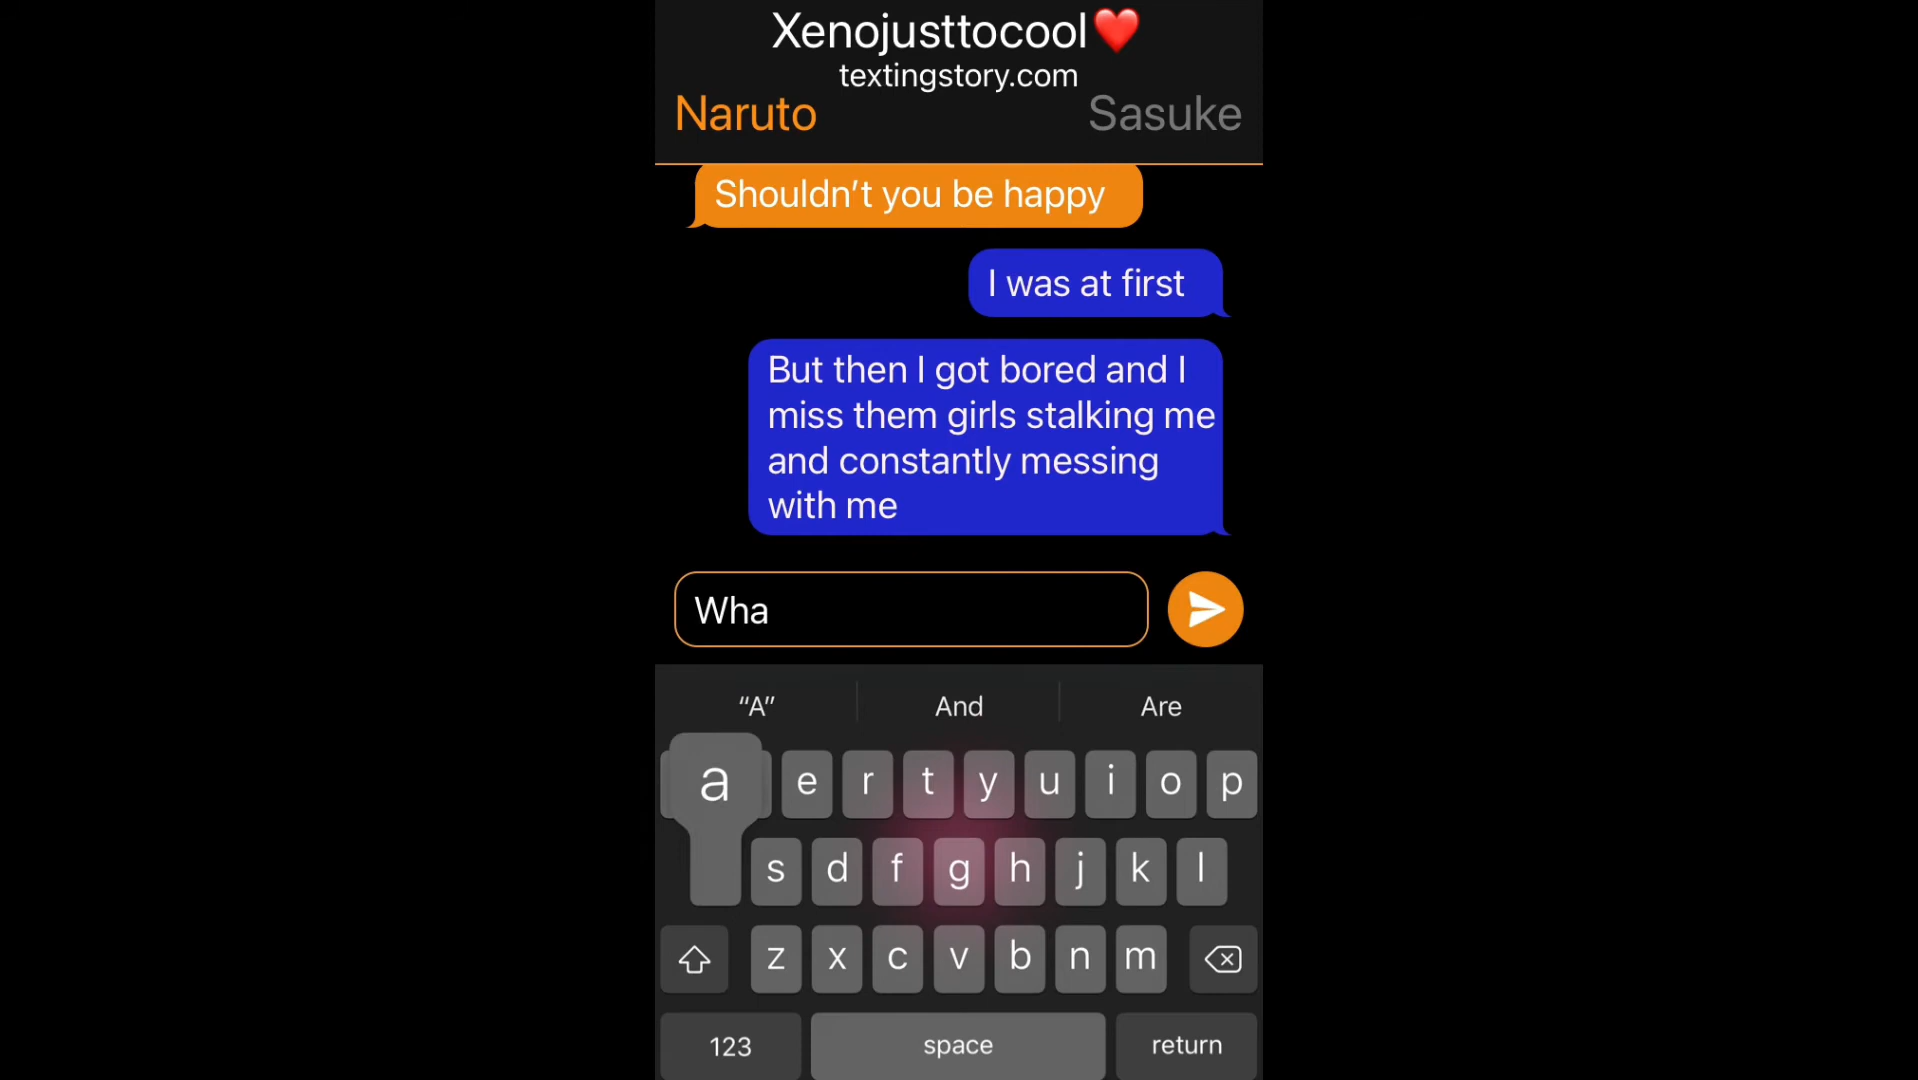 Xenojusttocool❤️
textingstory.com
Naruto Sasuke
Shouldn’t you be happy
I was at first
But then I got bored and I
miss them girls stalking me
and constantly messing
with me
Wha
“A” And Are
a e r t y u i o p
s d f g h j k l
z x c v b n m
123 space return